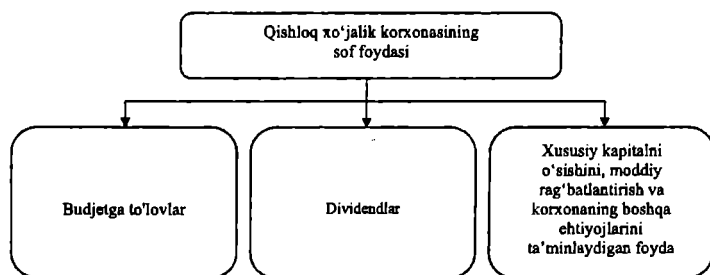 Qishloq xo‘jalik korxonasining
sof foydasi
Budjetga to'lovlar
Dividendlar
Xususiy kapitalni
o‘sishini, moddiy
rag‘batlantirish va
korxonaning boshqa
ehtiyojlarini
ta’minlaydigan foyda